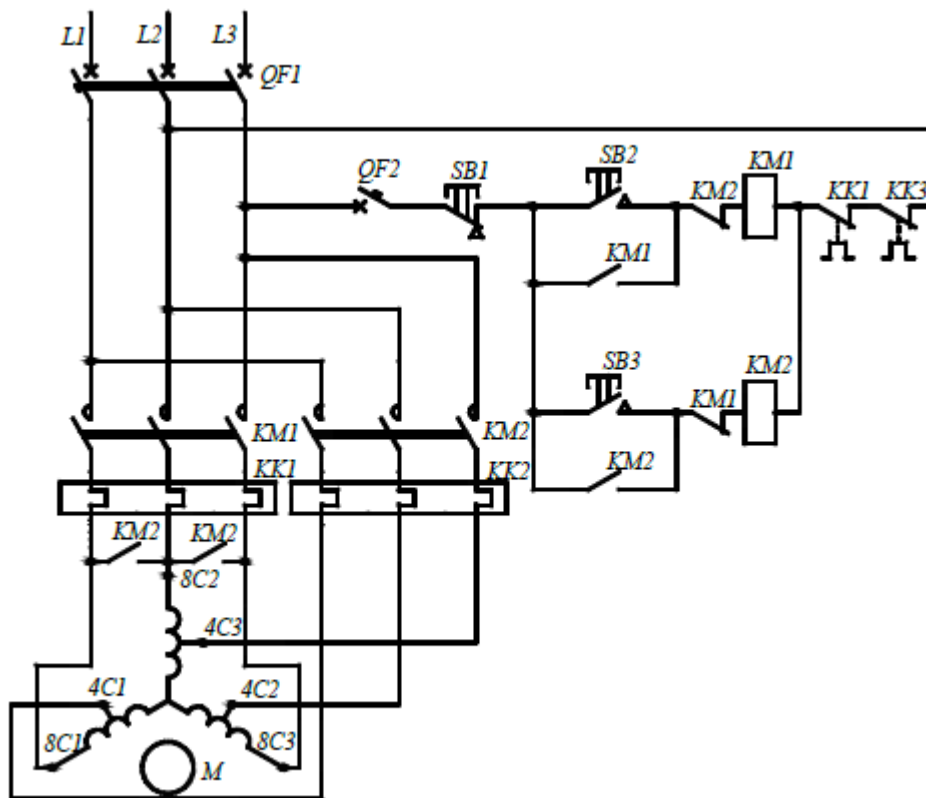 L1 L2 L3
QF1
QF2 SB1 SB2 KM2 KM1 KK1 KK3
KM1
SB3 KM1 KM2
KM1 KM2
KM2
KK1 KK2
KM2 KM2
8C2
4C3
4C1 4C2
8C1 8C3
M